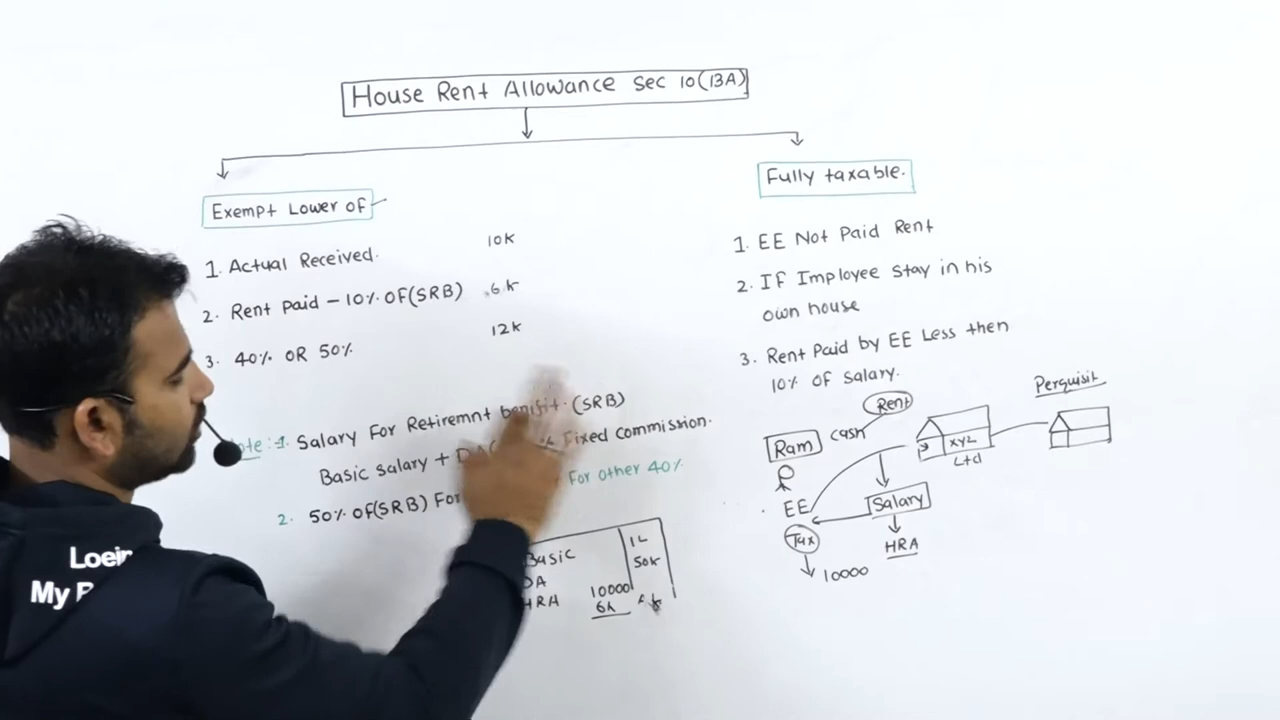 House Rent Allowance Sec 10(13A)
Exempt Lower of
1. Actual Received. 10K
2. Rent Paid - 10% OF(SRB) 6K
3. 40% OR 50% 12K
1. Salary For Retiremnt benifit. (SRB)
Basic Salary + DA Fixed Commission.
2. 50% OF(SRB) For For other 40%
Basic 1L
DA 50K
HRA 10000
6K
Fully taxable.
1. EE Not Paid Rent
2. If Imployee stay in his
own house
3. Rent Paid by EE Less then
10% OF Salary.
Rent
Perquisit
Ram cash
XYZ
Ltd
EE
Salary
Tax
HRA
10000
Loein
My